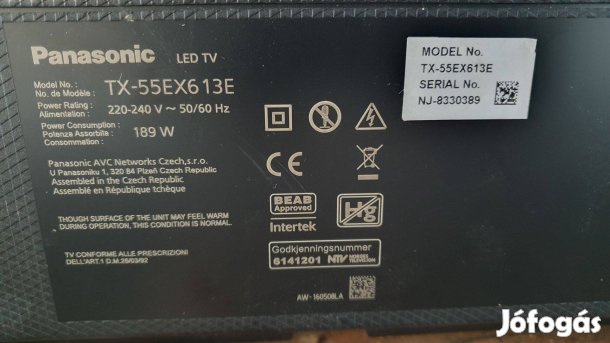 Panasonic LED TV
Model No. :
No. de Modèle :
TX-55EX613E
Power Rating :
Alimentation :
220-240 V ~ 50/60 Hz
Power Consumption :
Potenza Assorbita :
Consommation :
189 W
Panasonic AVC Networks Czech,s.r.o.
U Panasoniku 1, 320 84 Plzeň Czech Republic
Assembled in the Czech Republic
Assemblé en République tchèque
THOUGH SURFACE OF THE UNIT MAY FEEL WARM
DURING OPERATION, THIS CONDITION IS NORMAL.
TV CONFORME ALLE PRESCRIZIONI
DELL'ART.1 D.M.26/03/92
MODEL No.
TX-55EX613E
SERIAL No.
NJ-8330389
CE
BEAB
Approved
Intertek
Hg
Godkjenningsnummer
6141201 NTV NORGES
TELEVISJON
AW-160508LA
Jófogás